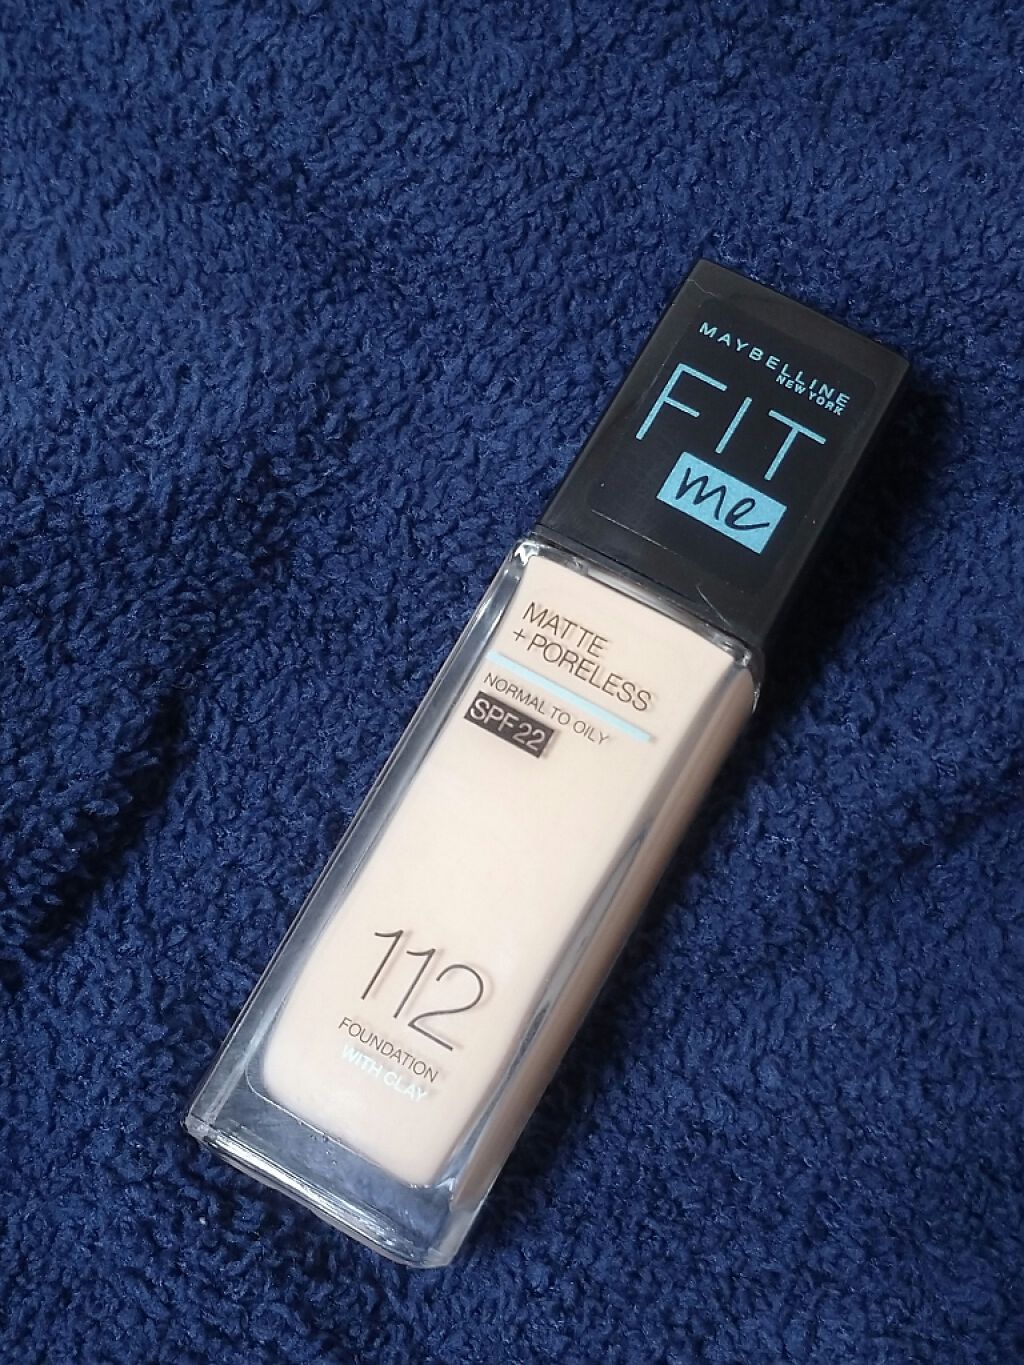 MAYBELLINE
NEW YORK
FIT
me
MATTE
+PORELESS
NORMAL TO OILY
SPF 22
112
FOUNDATION
WITH CLAY